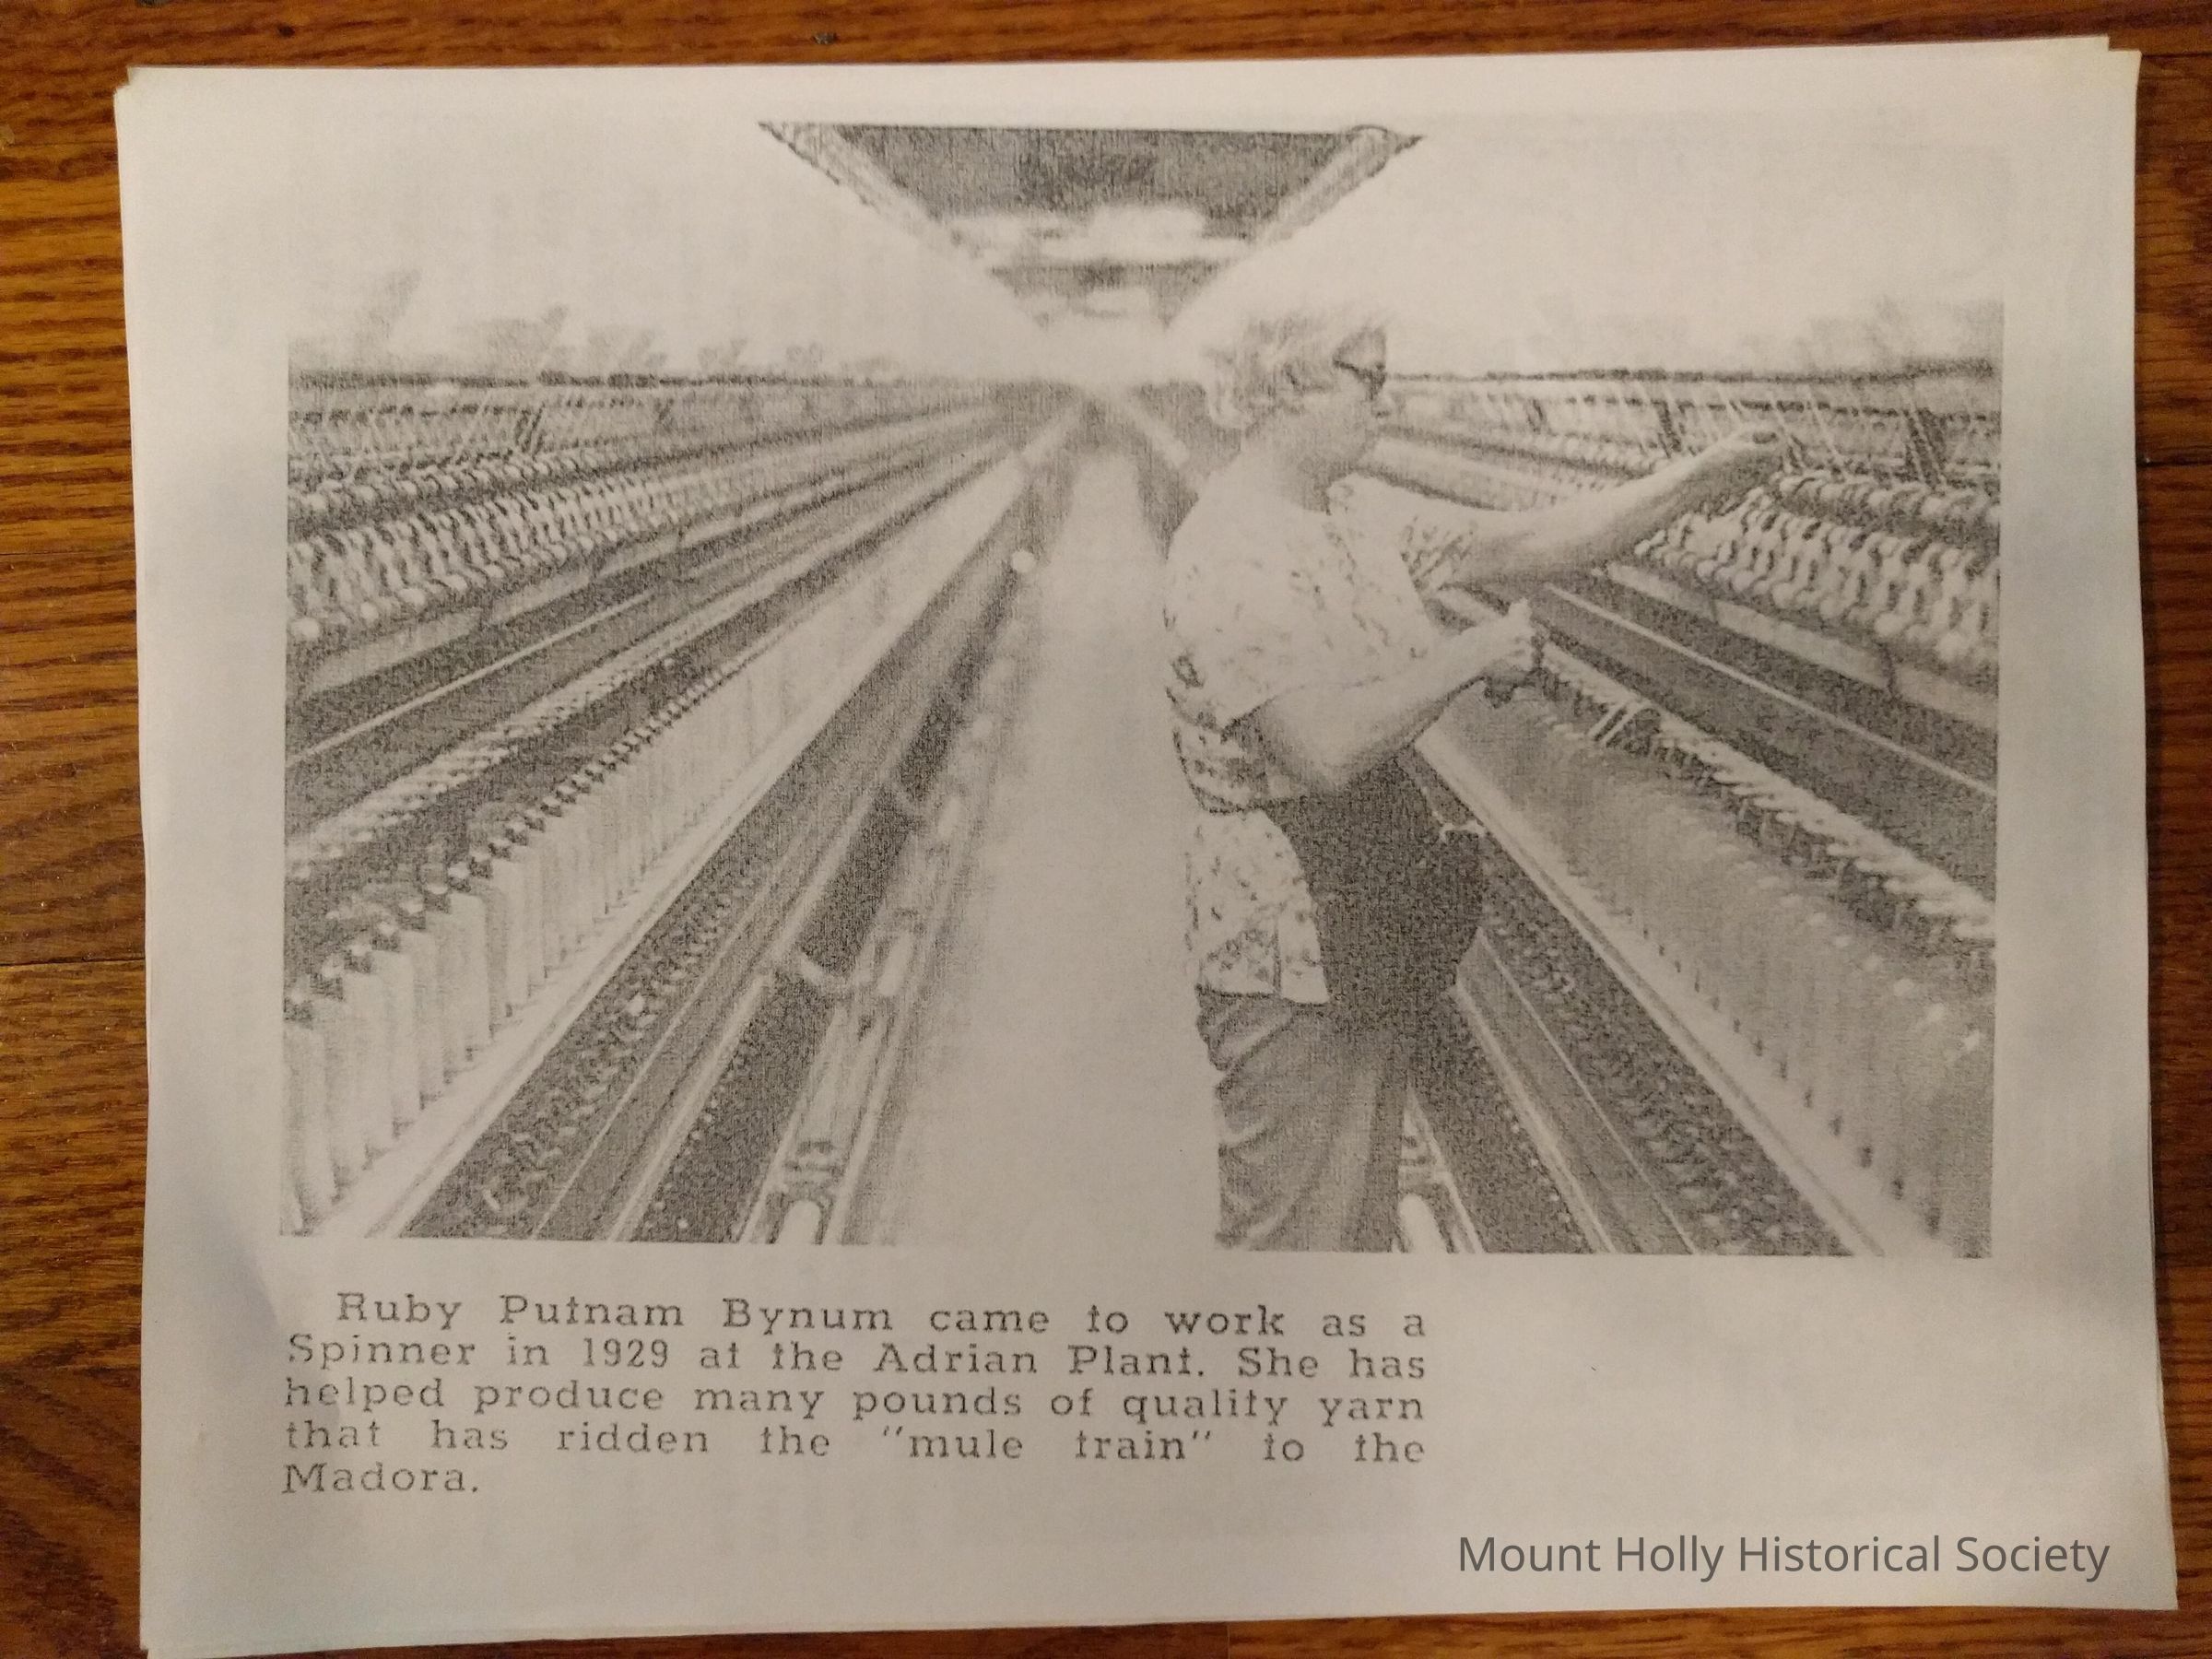 Ruby Putnam Bynum came to work as a
Spinner in 1929 at the Adrian Plant. She has
helped produce many pounds of quality yarn
that has ridden the "mule train" to the
Madora.
Mount Holly Historical Society